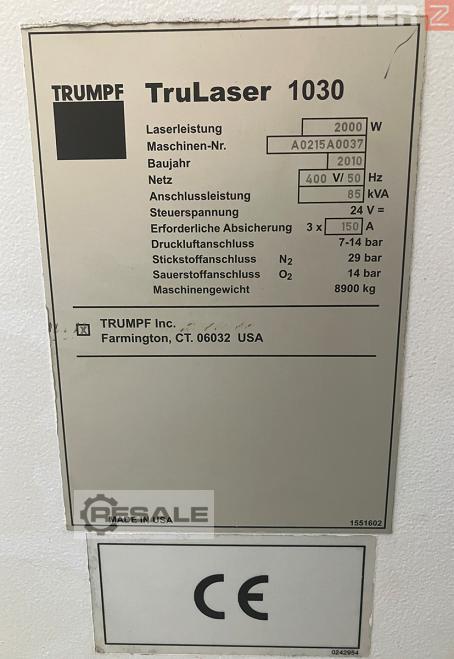 ZIEGLER
TRUMPF TruLaser 1030
Laserleistung 2000 W
Maschinen-Nr. A0215A0037
Baujahr 2010
Netz 400 V/ 50 Hz
Anschlussleistung 85 kVA
Steuerspannung 24 V =
Erforderliche Absicherung 3 x 150 A
Druckluftanschluss 7-14 bar
Stickstoffanschluss N2 29 bar
Sauerstoffanschluss O2 14 bar
Maschinengewicht 8900 kg
X TRUMPF Inc.
Farmington, CT. 06032 USA
RESALE
MADE IN USA 1551602
CE
0242954